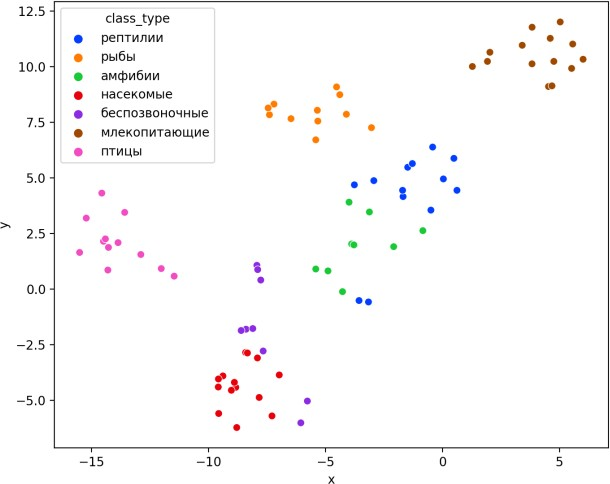 class_type
рептилии
рыбы
амфибии
насекомые
беспозвоночные
млекопитающие
птицы
12.5
10.0
7.5
5.0
2.5
0.0
−2.5
−5.0
y
−15
−10
−5
0
5
x